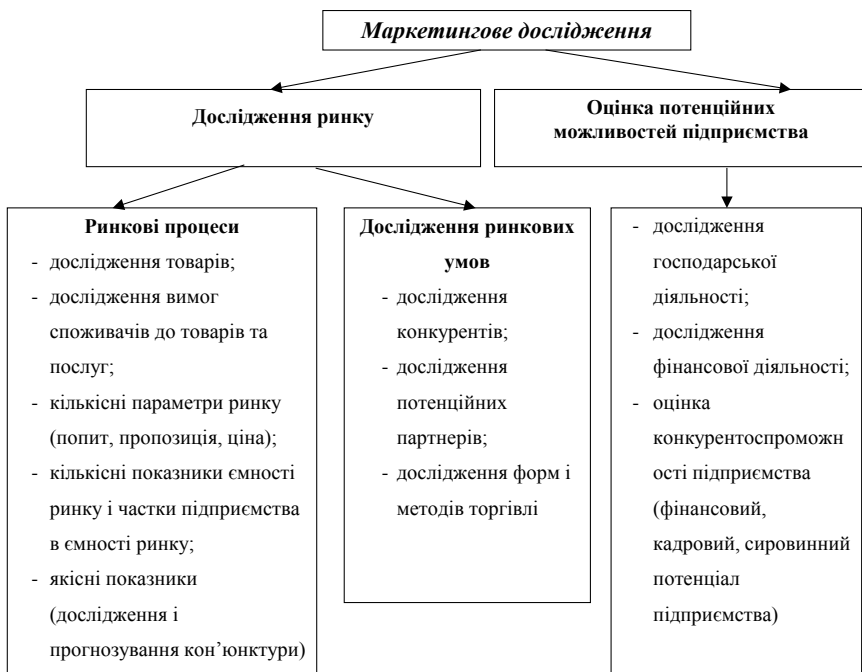 Маркетингове дослідження
Дослідження ринку
Оцінка потенційних
можливостей підприємства
Ринкові процеси
- дослідження товарів;
- дослідження вимог
споживачів до товарів та
послуг;
- кількісні параметри ринку
(попит, пропозиція, ціна);
- кількісні показники ємності
ринку і частки підприємства
в ємності ринку;
- якісні показники
(дослідження і
прогнозування кон’юнктури)
Дослідження ринкових
умов
- дослідження
конкурентів;
- дослідження
потенційних
партнерів;
- дослідження форм і
методів торгівлі
- дослідження
господарської
діяльності;
- дослідження
фінансової діяльності;
- оцінка
конкурентоспроможн
ості підприємства
(фінансовий,
кадровий, сировинний
потенціал
підприємства)